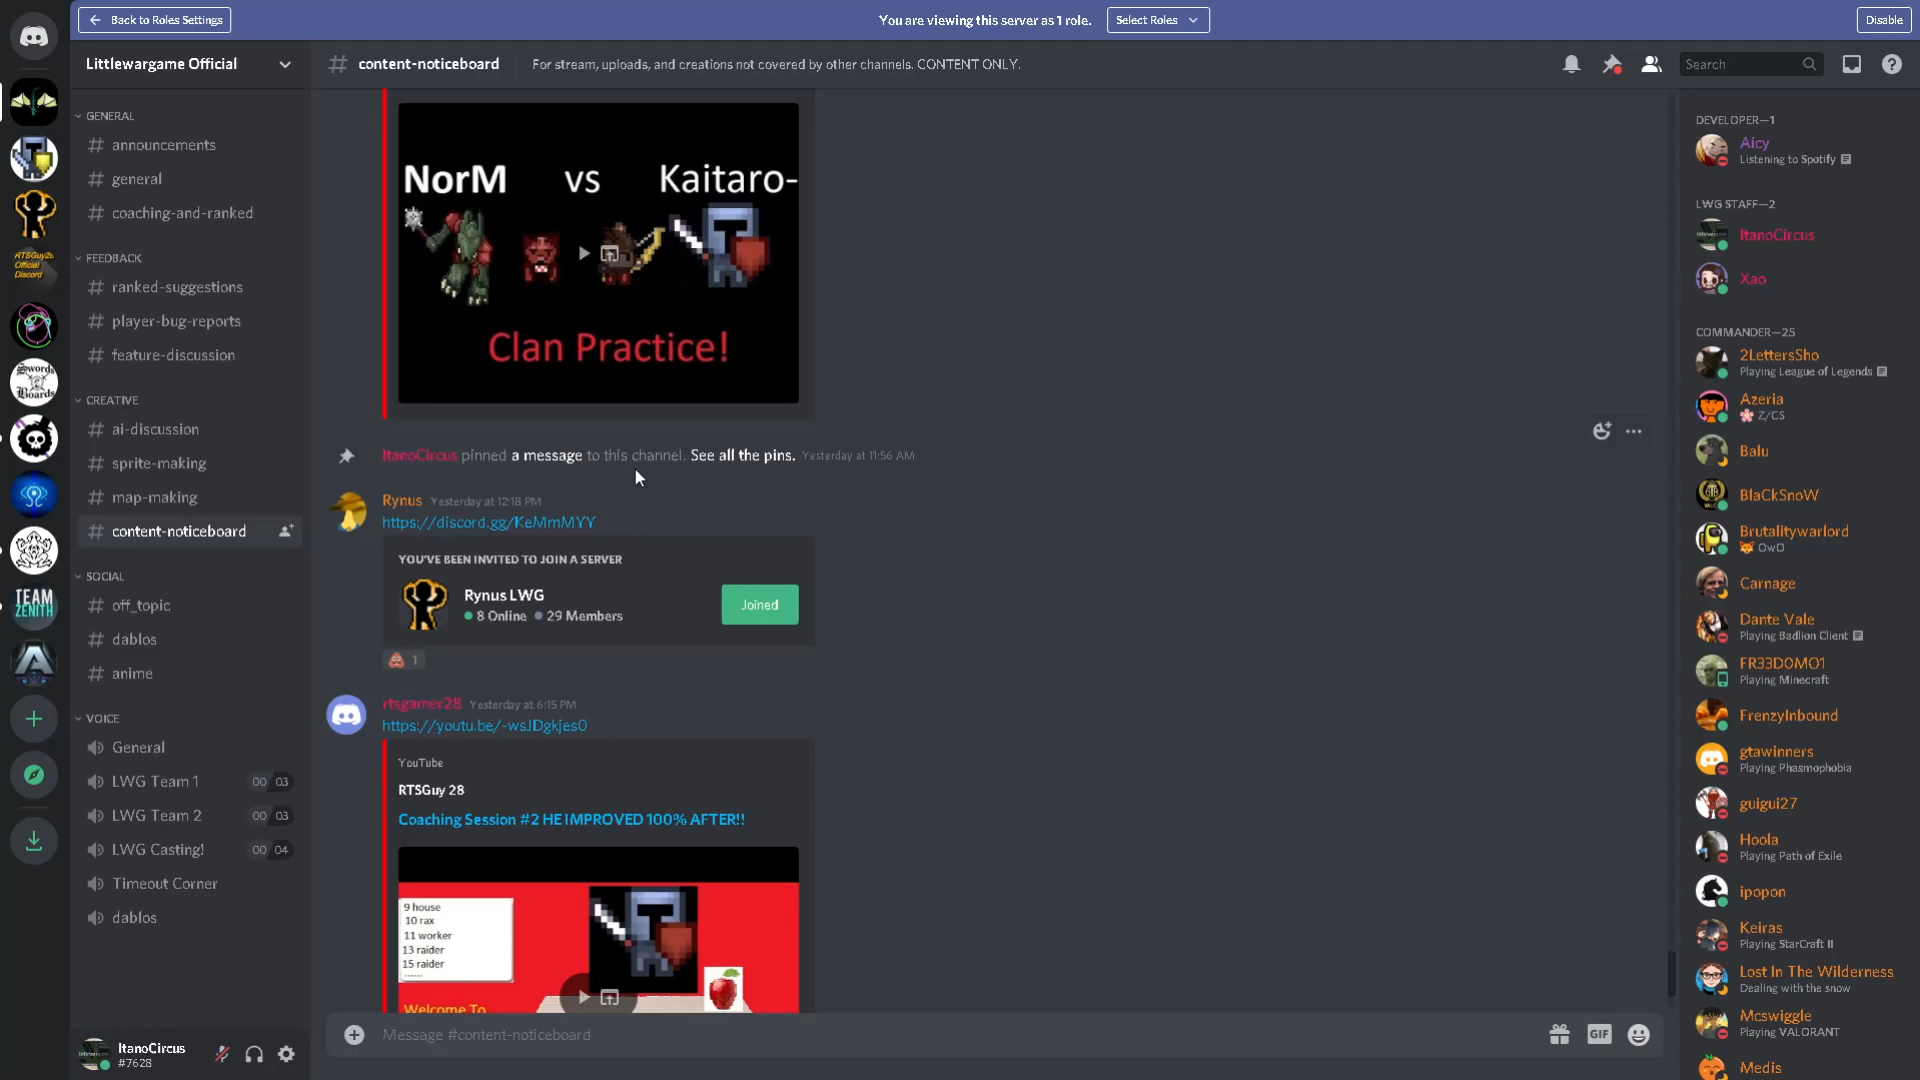 Back to Roles Settings
You are viewing this server as 1 role.
Select Roles
Disable
Littlewargame Official
content-noticeboard
For stream, uploads, and creations not covered by other channels. CONTENT ONLY.
Search
RTSGuy28
Official
Discord
Swords
Boards
TEAM
ZENITH
GENERAL
announcements
general
coaching-and-ranked
FEEDBACK
ranked-suggestions
player-bug-reports
feature-discussion
CREATIVE
ai-discussion
sprite-making
map-making
content-noticeboard
SOCIAL
off_topic
dablos
anime
VOICE
General
LWG Team 1 00 03
LWG Team 2 00 03
LWG Casting! 00 04
Timeout Corner
dablos
ItanoCircus
#7628
NorM vs Kaitaro-
Clan Practice!
ItanoCircus pinned a message to this channel. See all the pins. Yesterday at 11:56 AM
Rynus Yesterday at 12:18 PM
https://discord.gg/KeMmMYY
YOU'VE BEEN INVITED TO JOIN A SERVER
Rynus LWG
8 Online 29 Members
Joined
1
rtsgamer28 Yesterday at 6:15 PM
https://youtu.be/-wsJDgkjes0
YouTube
RTSGuy 28
Coaching Session #2 HE IMPROVED 100% AFTER!!
9 house
10 rax
11 worker
13 raider
15 raider
......
Welcome To
Message #content-noticeboard
GIF
DEVELOPER—1
Aicy
Listening to Spotify
LWG STAFF—2
ItanoCircus
Xao
COMMANDER—25
2LettersSho
Playing League of Legends
Azeria
Z/CS
Balu
BlaCkSnoW
Brutalitywarlord
OwO
Carnage
Dante Vale
Playing Badlion Client
FR33D0MO1
Playing Minecraft
FrenzyInbound
gtawinners
Playing Phasmophobia
guigui27
Hoola
Playing Path of Exile
ipopon
Keiras
Playing StarCraft II
Lost In The Wilderness
Dealing with the snow
Mcswiggle
Playing VALORANT
Medis